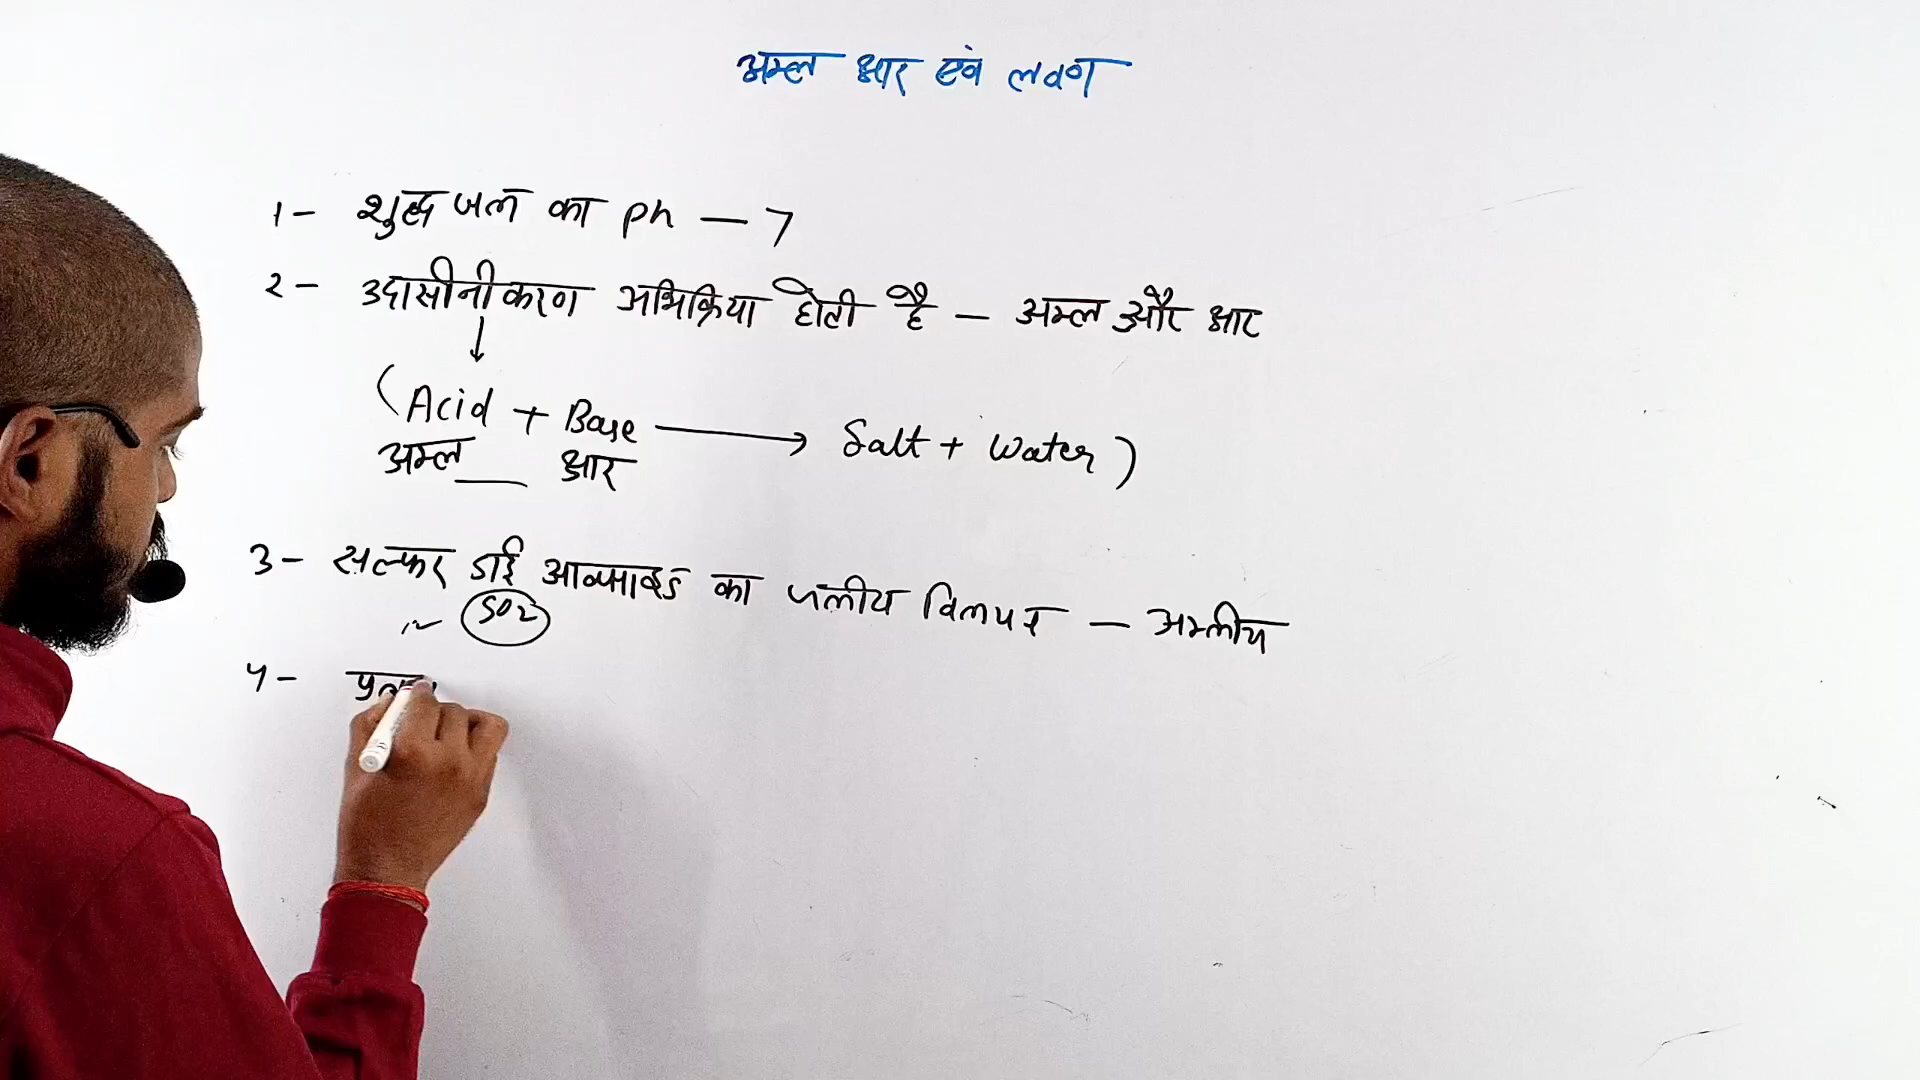 अम्ल क्षार एवं लवण
1- शुद्ध जल का ph — 7
2- उदासीनीकरण अभिक्रिया होती है — अम्ल और क्षार
(Acid + Base → Salt + Water)
अम्ल __ क्षार
3- सल्फर डाई आक्साइड का जलीय विलयन — अम्लीय
SO2
4-